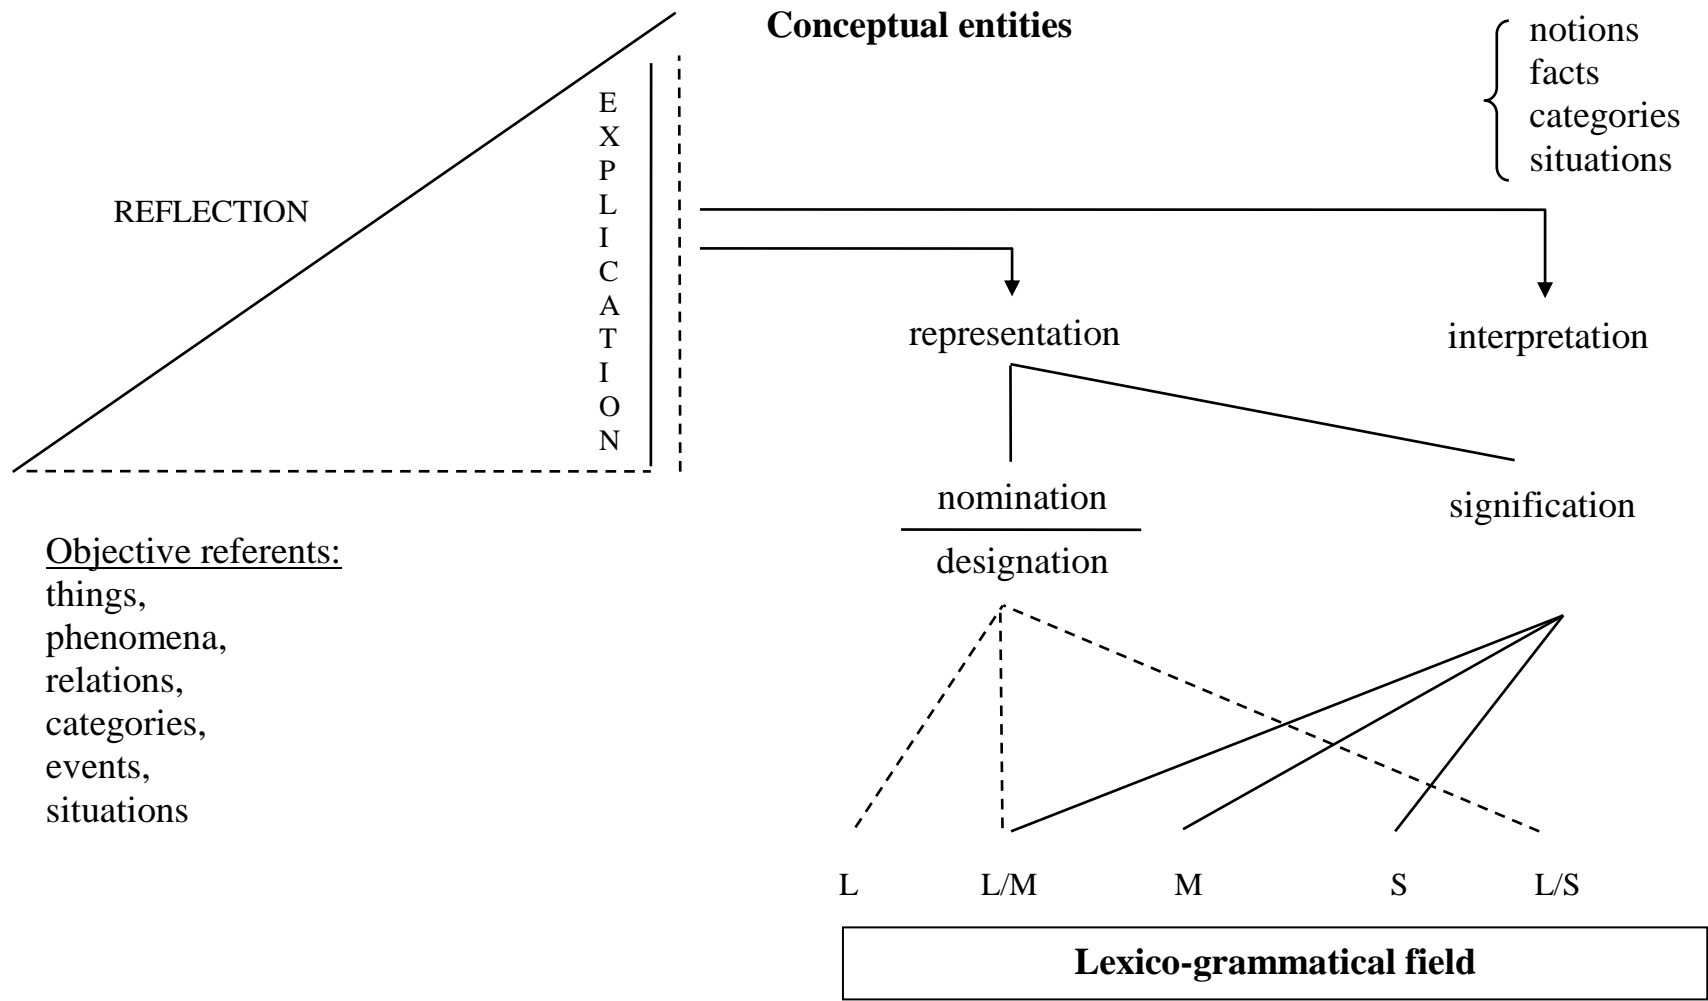 Conceptual entities
notions
facts
categories
situations
EXPLICATION
REFLECTION
representation
interpretation
nomination
signification
designation
Objective referents:
things,
phenomena,
relations,
categories,
events,
situations
L L/M M S L/S
Lexico-grammatical field